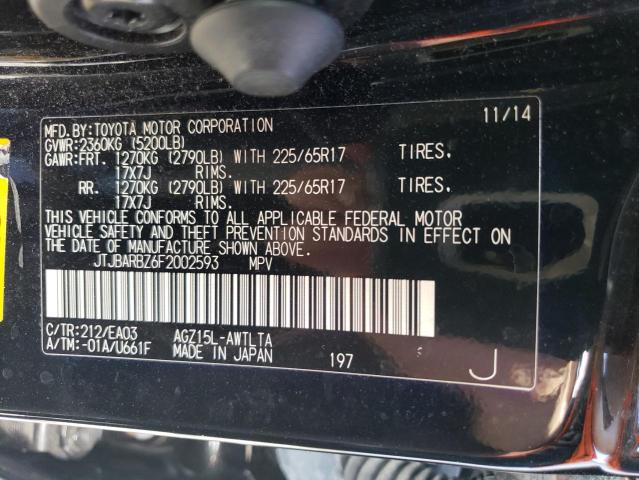 MFD.BY:TOYOTA MOTOR CORPORATION 11/14
GVWR:2360KG (5200LB)
GAWR:FRT. 1270KG (2790LB) WITH 225/65R17 TIRES.
17X7J RIMS.
RR. 1270KG (2790LB) WITH 225/65R17 TIRES.
17X7J RIMS.
THIS VEHICLE CONFORMS TO ALL APPLICABLE FEDERAL MOTOR
VEHICLE SAFETY AND THEFT PREVENTION STANDARDS IN EFFECT
ON THE DATE OF MANUFACTURE SHOWN ABOVE.
JTJBARBZ6F2002593 MPV
C/TR:212/EA03 AGZ15L-AWTLTA
A/TM:-01A/U661F MADE IN JAPAN 197 J